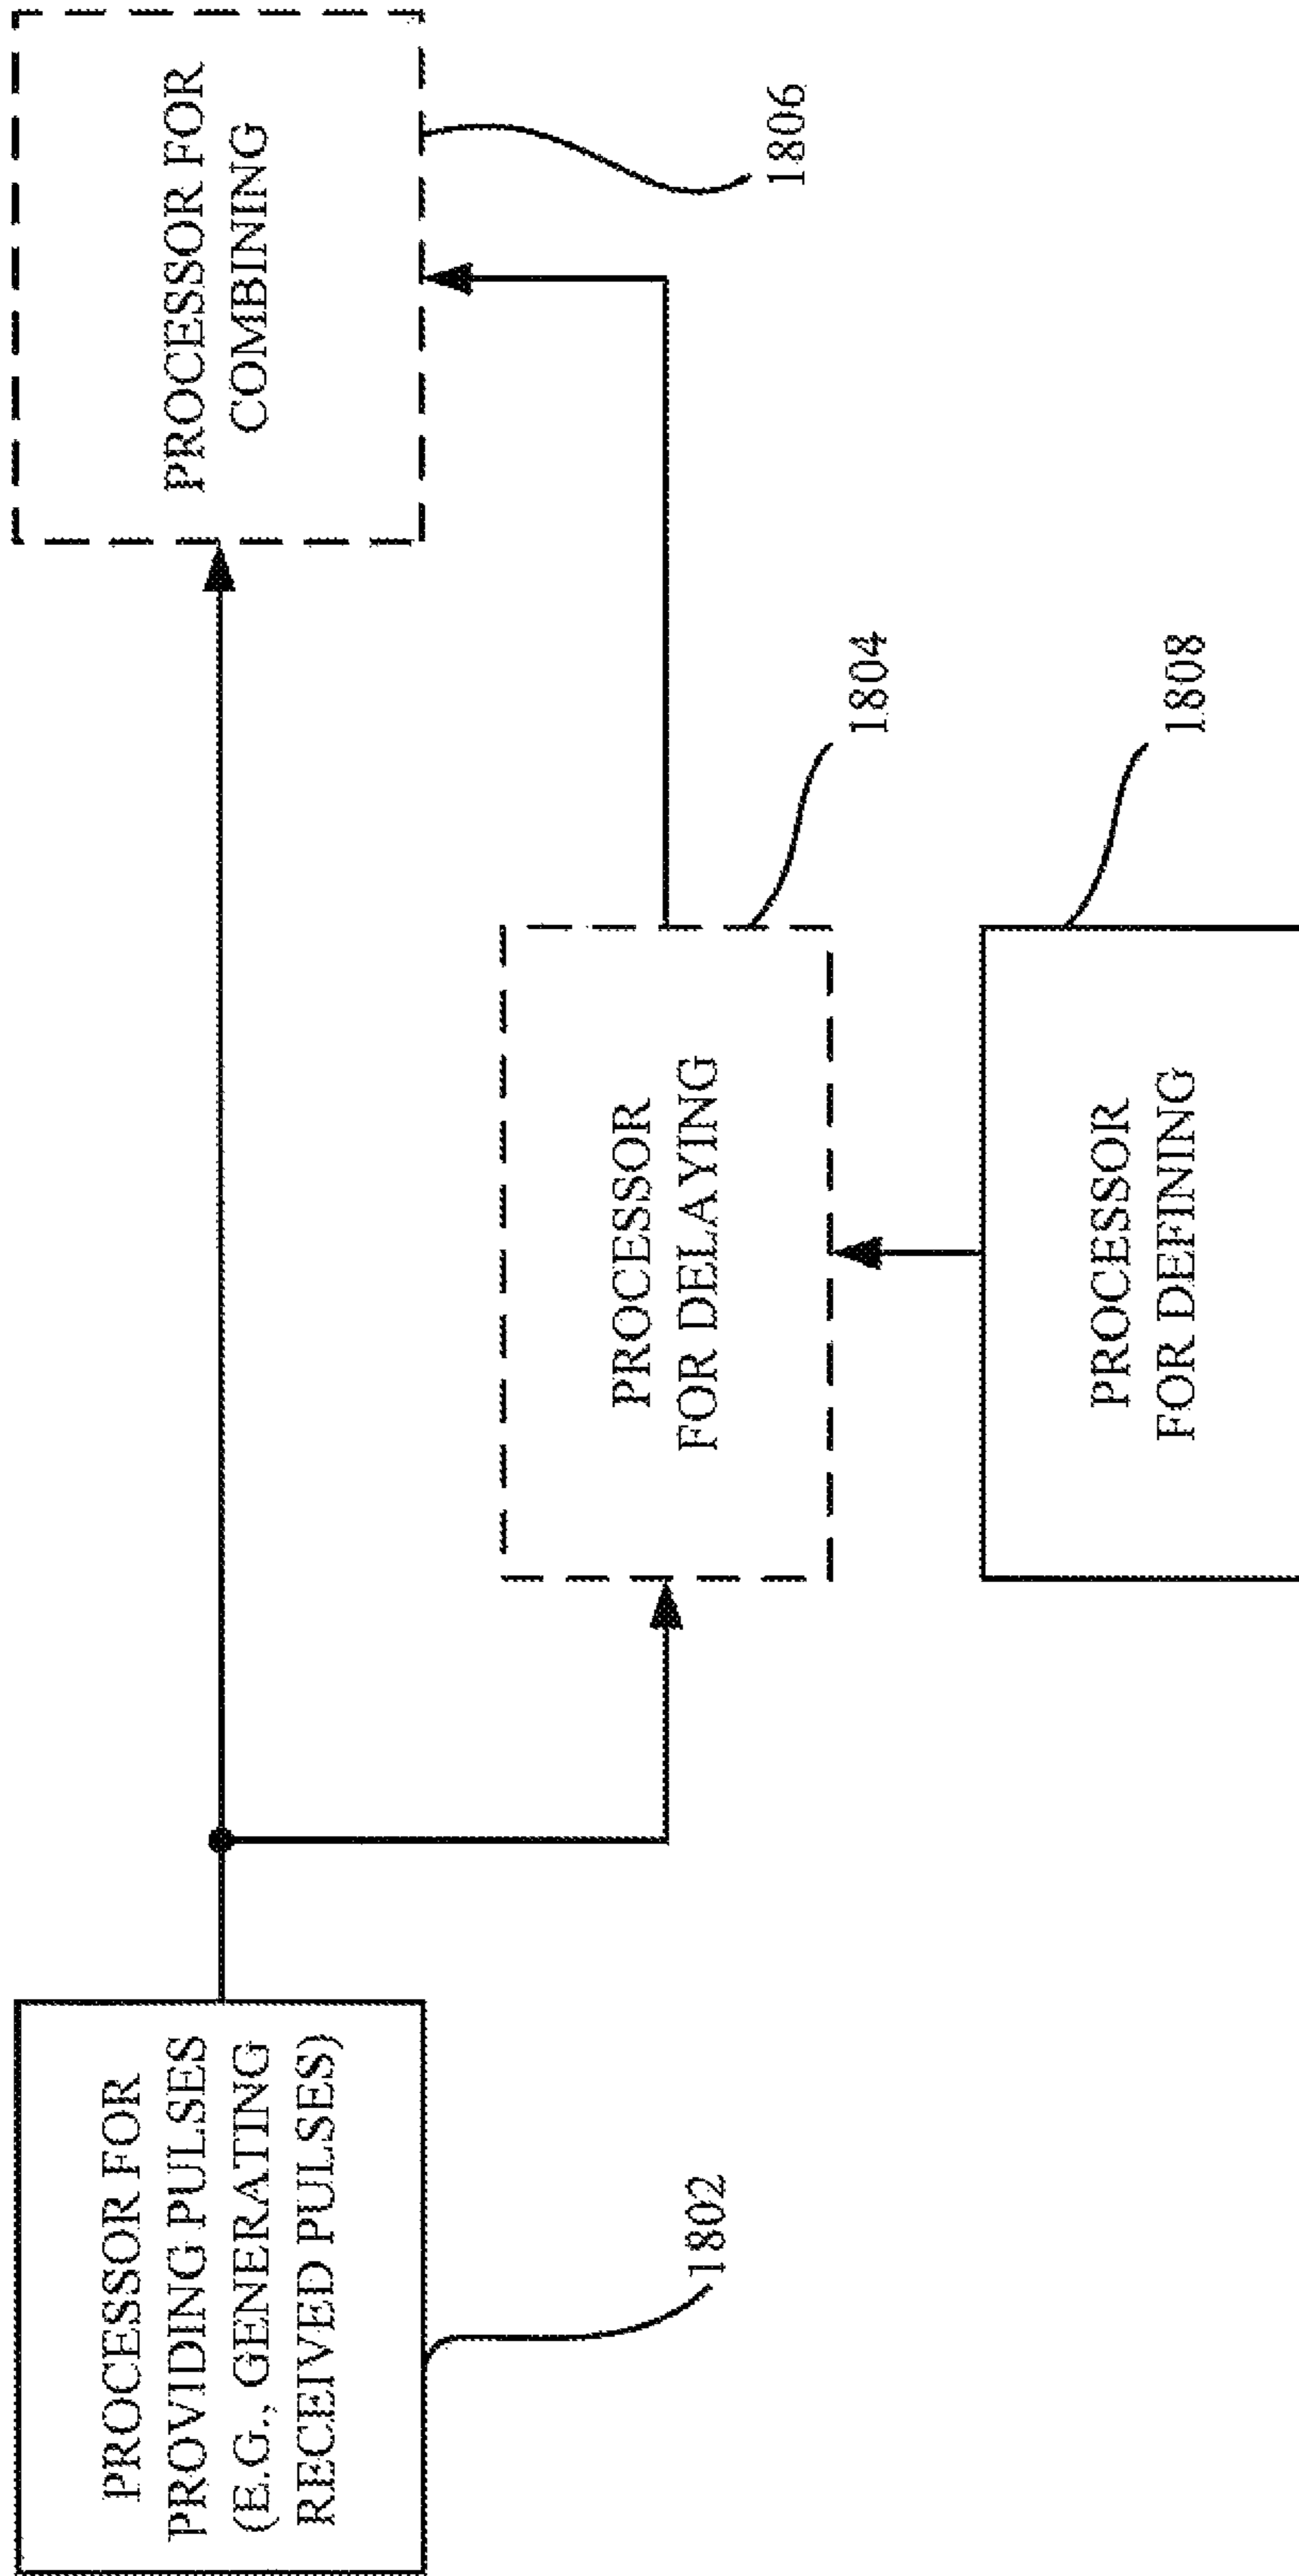 PROCESSOR FOR
PROVIDING PULSES
(E.G., GENERATING
RECEIVED PULSES)
1802
PROCESSOR FOR
COMBINING
1806
PROCESSOR
FOR DELAYING
1804
PROCESSOR
FOR DEFINING
1808